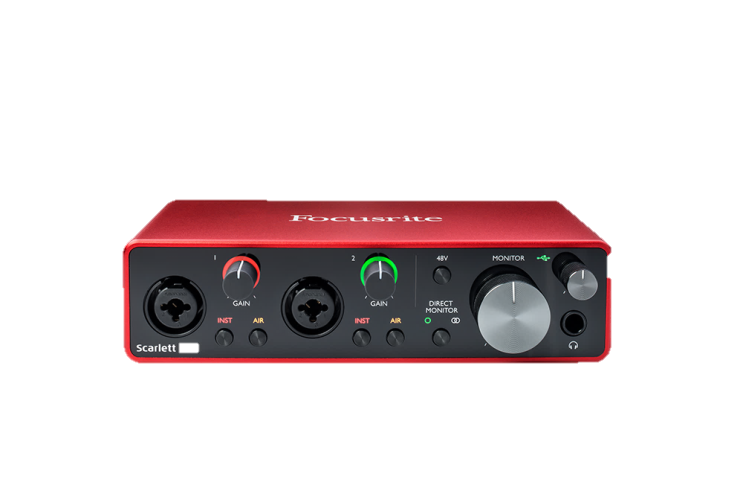 Focusrite
1
2
48V
MONITOR
GAIN
GAIN
DIRECT
MONITOR
INST
AIR
INST
AIR
Scarlett